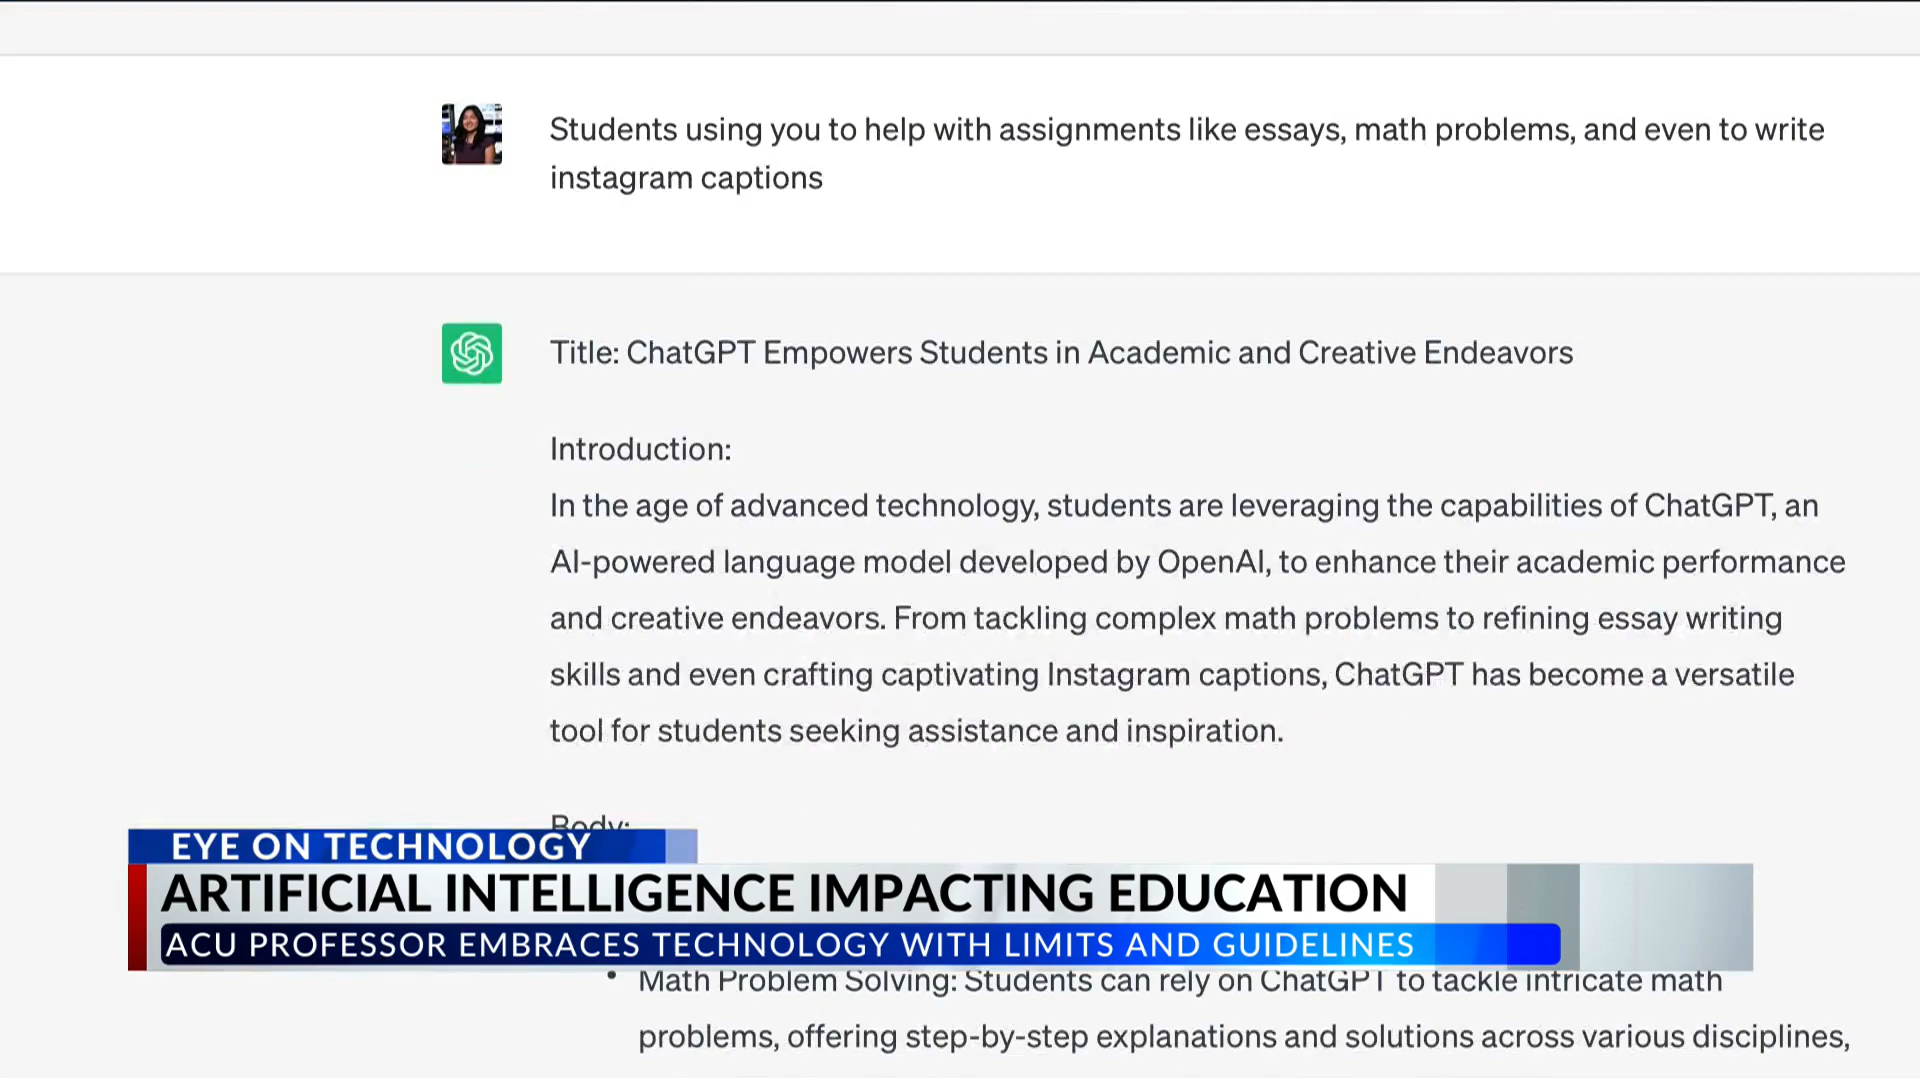 Students using you to help with assignments like essays, math problems, and even to write
instagram captions
Title: ChatGPT Empowers Students in Academic and Creative Endeavors
Introduction:
In the age of advanced technology, students are leveraging the capabilities of ChatGPT, an
AI-powered language model developed by OpenAI, to enhance their academic performance
and creative endeavors. From tackling complex math problems to refining essay writing
skills and even crafting captivating Instagram captions, ChatGPT has become a versatile
tool for students seeking assistance and inspiration.
Body:
EYE ON TECHNOLOGY
ARTIFICIAL INTELLIGENCE IMPACTING EDUCATION
ACU PROFESSOR EMBRACES TECHNOLOGY WITH LIMITS AND GUIDELINES
• Math Problem Solving: Students can rely on ChatGPT to tackle intricate math
problems, offering step-by-step explanations and solutions across various disciplines,